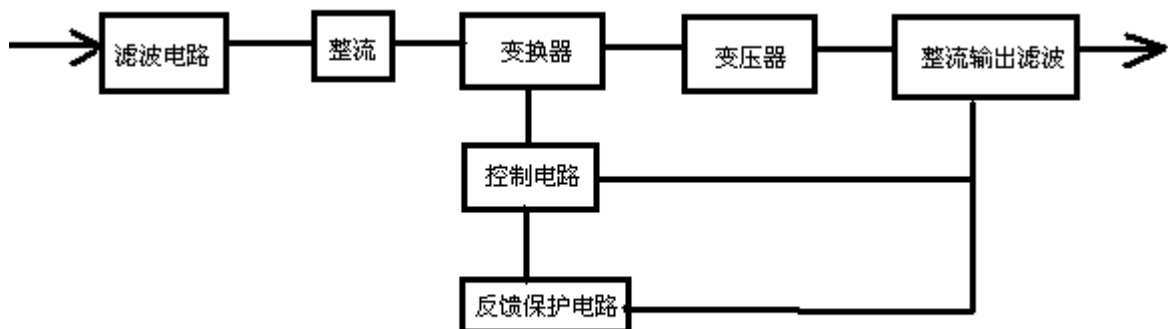 滤波电路
整流
变换器
变压器
整流输出滤波
控制电路
反馈保护电路